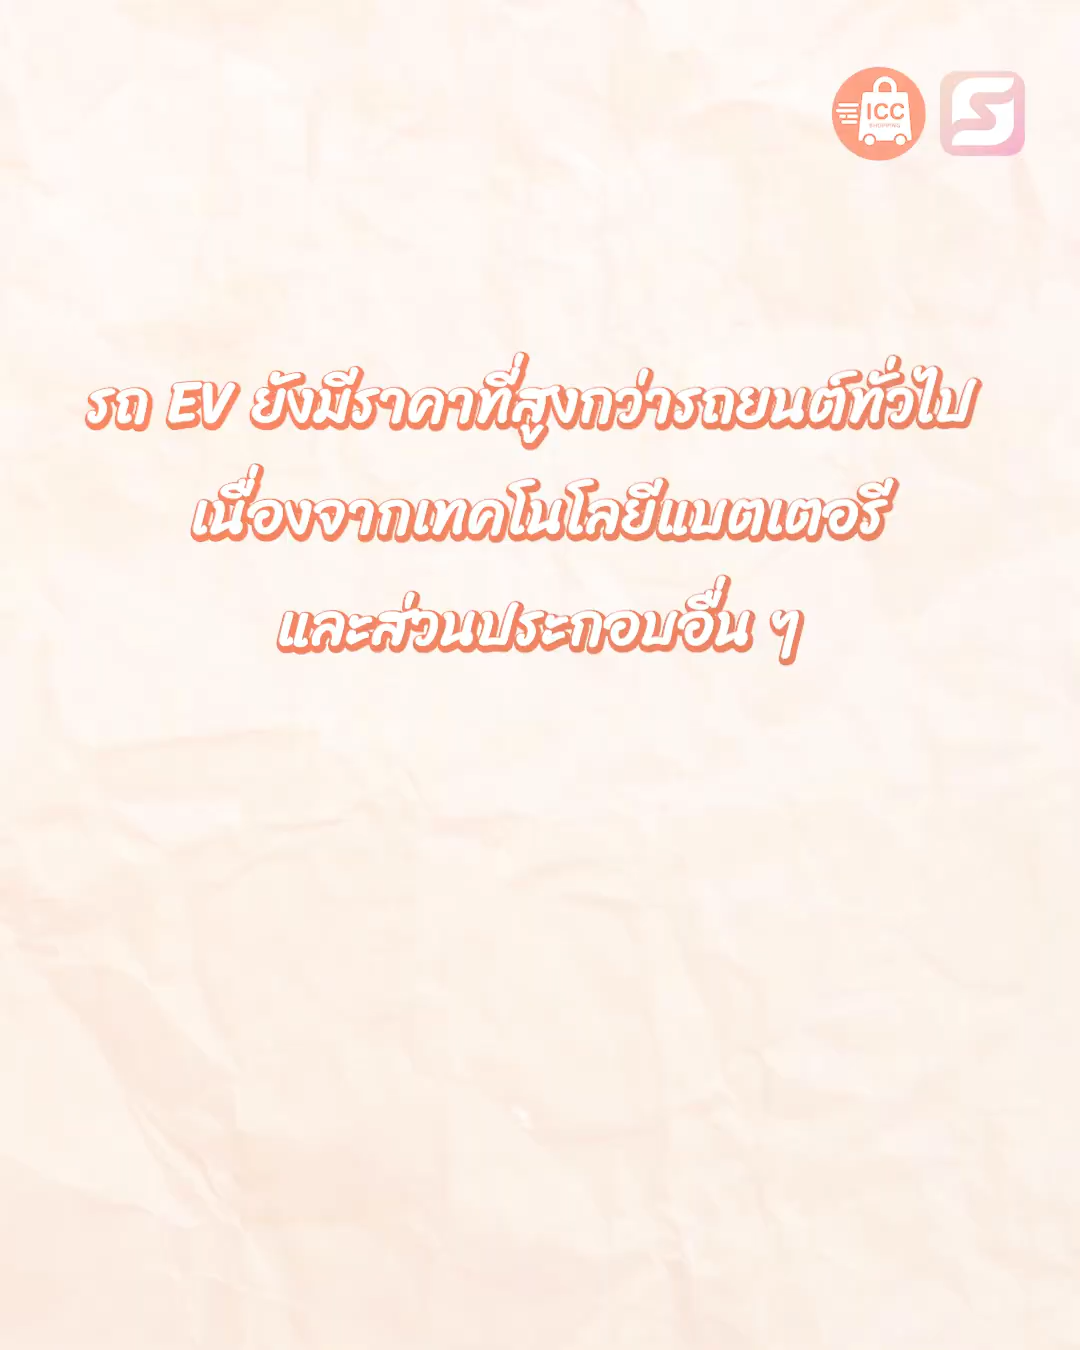 ICC
SHOPPING
S
รถ EV ยังมีราคาที่สูงกว่ารถยนต์ทั่วไป
เนื่องจากเทคโนโลยีแบตเตอรี
และส่วนประกอบอื่น ๆ